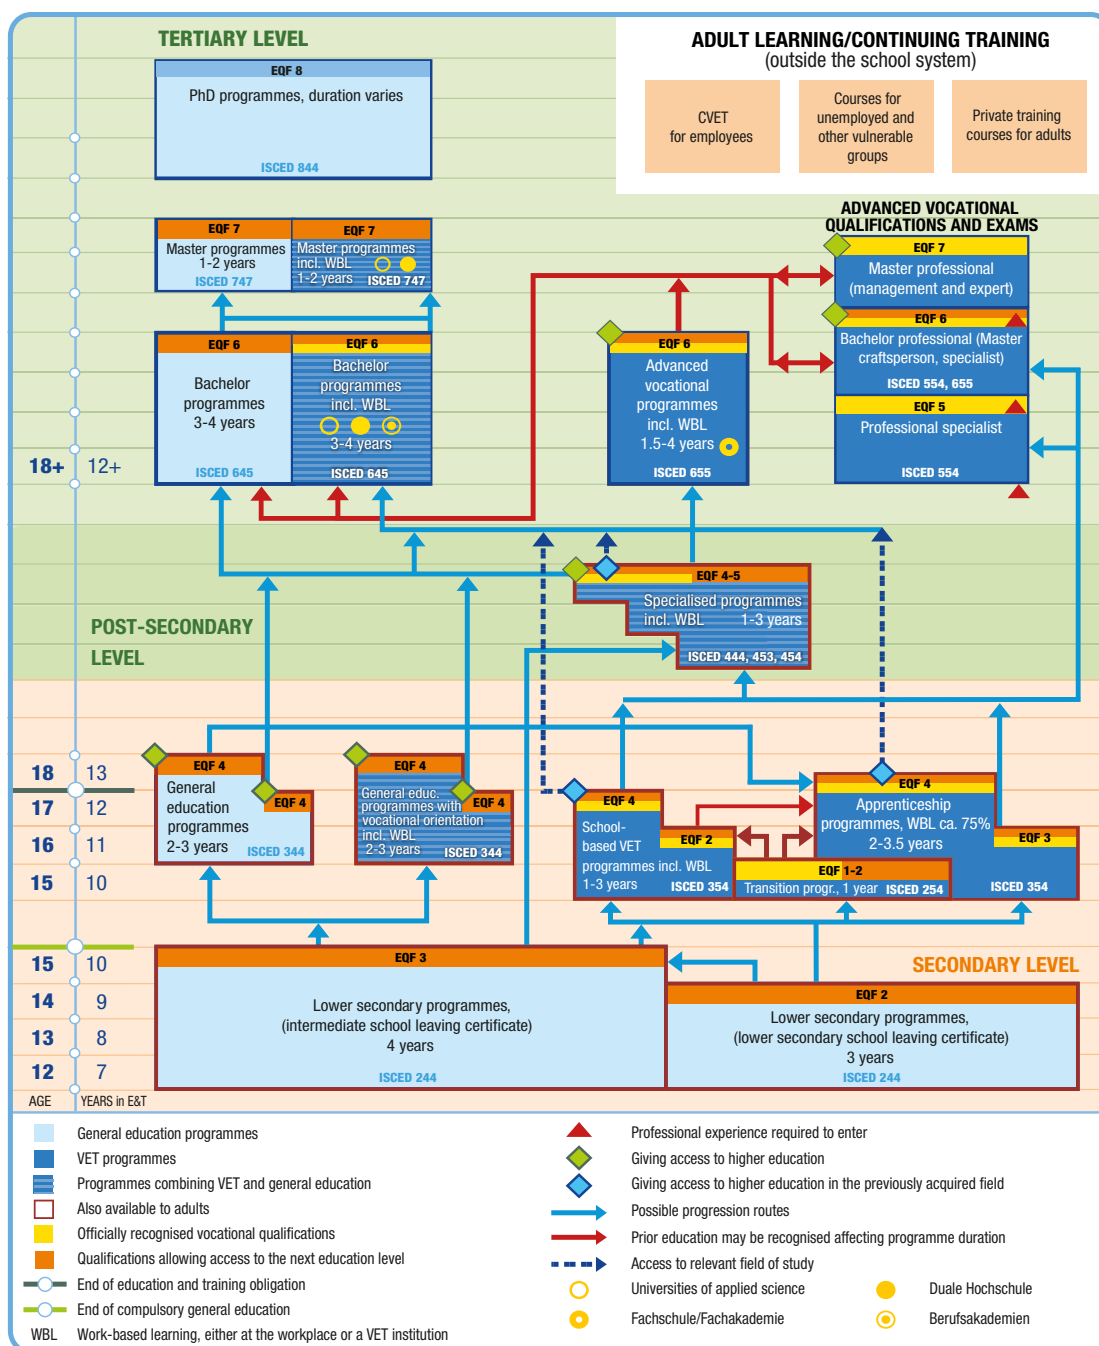 TERTIARY LEVEL
EQF 8
PhD programmes, duration varies
ISCED 844
ADULT LEARNING/CONTINUING TRAINING
(outside the school system)
CVET
for employees
Courses for
unemployed and
other vulnerable
groups
Private training
courses for adults
EQF 7
Master programmes
1-2 years
ISCED 747
EQF 7
Master programmes
incl. WBL
1-2 years
ISCED 747
ADVANCED VOCATIONAL
QUALIFICATIONS AND EXAMS
EQF 7
Master professional
(management and expert)
EQF 6
Bachelor professional (Master
craftsperson, specialist)
ISCED 554, 655
EQF 5
Professional specialist
ISCED 554
EQF 6
Bachelor
programmes
3-4 years
ISCED 645
EQF 6
Bachelor
programmes
incl. WBL
3-4 years
ISCED 645
EQF 6
Advanced
vocational
programmes
incl. WBL
1.5-4 years
ISCED 655
18+ 12+
POST-SECONDARY
LEVEL
EQF 4-5
Specialised programmes
incl. WBL 1-3 years
ISCED 444, 453, 454
18 13
17 12
16 11
15 10
EQF 4
EQF 4
General
education
programmes
2-3 years
ISCED 344
EQF 4
EQF 4
General educ.
programmes with
vocational orientation
incl. WBL
2-3 years
ISCED 344
EQF 4
EQF 2
School-
based VET
programmes incl. WBL
1-3 years
ISCED 354
EQF 4
EQF 3
Apprenticeship
programmes, WBL ca. 75%
2-3.5 years
ISCED 354
EQF 1-2
Transition progr., 1 year
ISCED 254
SECONDARY LEVEL
15 10
14 9
13 8
12 7
AGE YEARS in E&T
EQF 3
Lower secondary programmes,
(intermediate school leaving certificate)
4 years
ISCED 244
EQF 2
Lower secondary programmes,
(lower secondary school leaving certificate)
3 years
ISCED 244
General education programmes
VET programmes
Programmes combining VET and general education
Also available to adults
Officially recognised vocational qualifications
Qualifications allowing access to the next education level
End of education and training obligation
End of compulsory general education
WBL Work-based learning, either at the workplace or a VET institution
Professional experience required to enter
Giving access to higher education
Giving access to higher education in the previously acquired field
Possible progression routes
Prior education may be recognised affecting programme duration
Access to relevant field of study
Universities of applied science
Duale Hochschule
Fachschule/Fachakademie
Berufsakademien